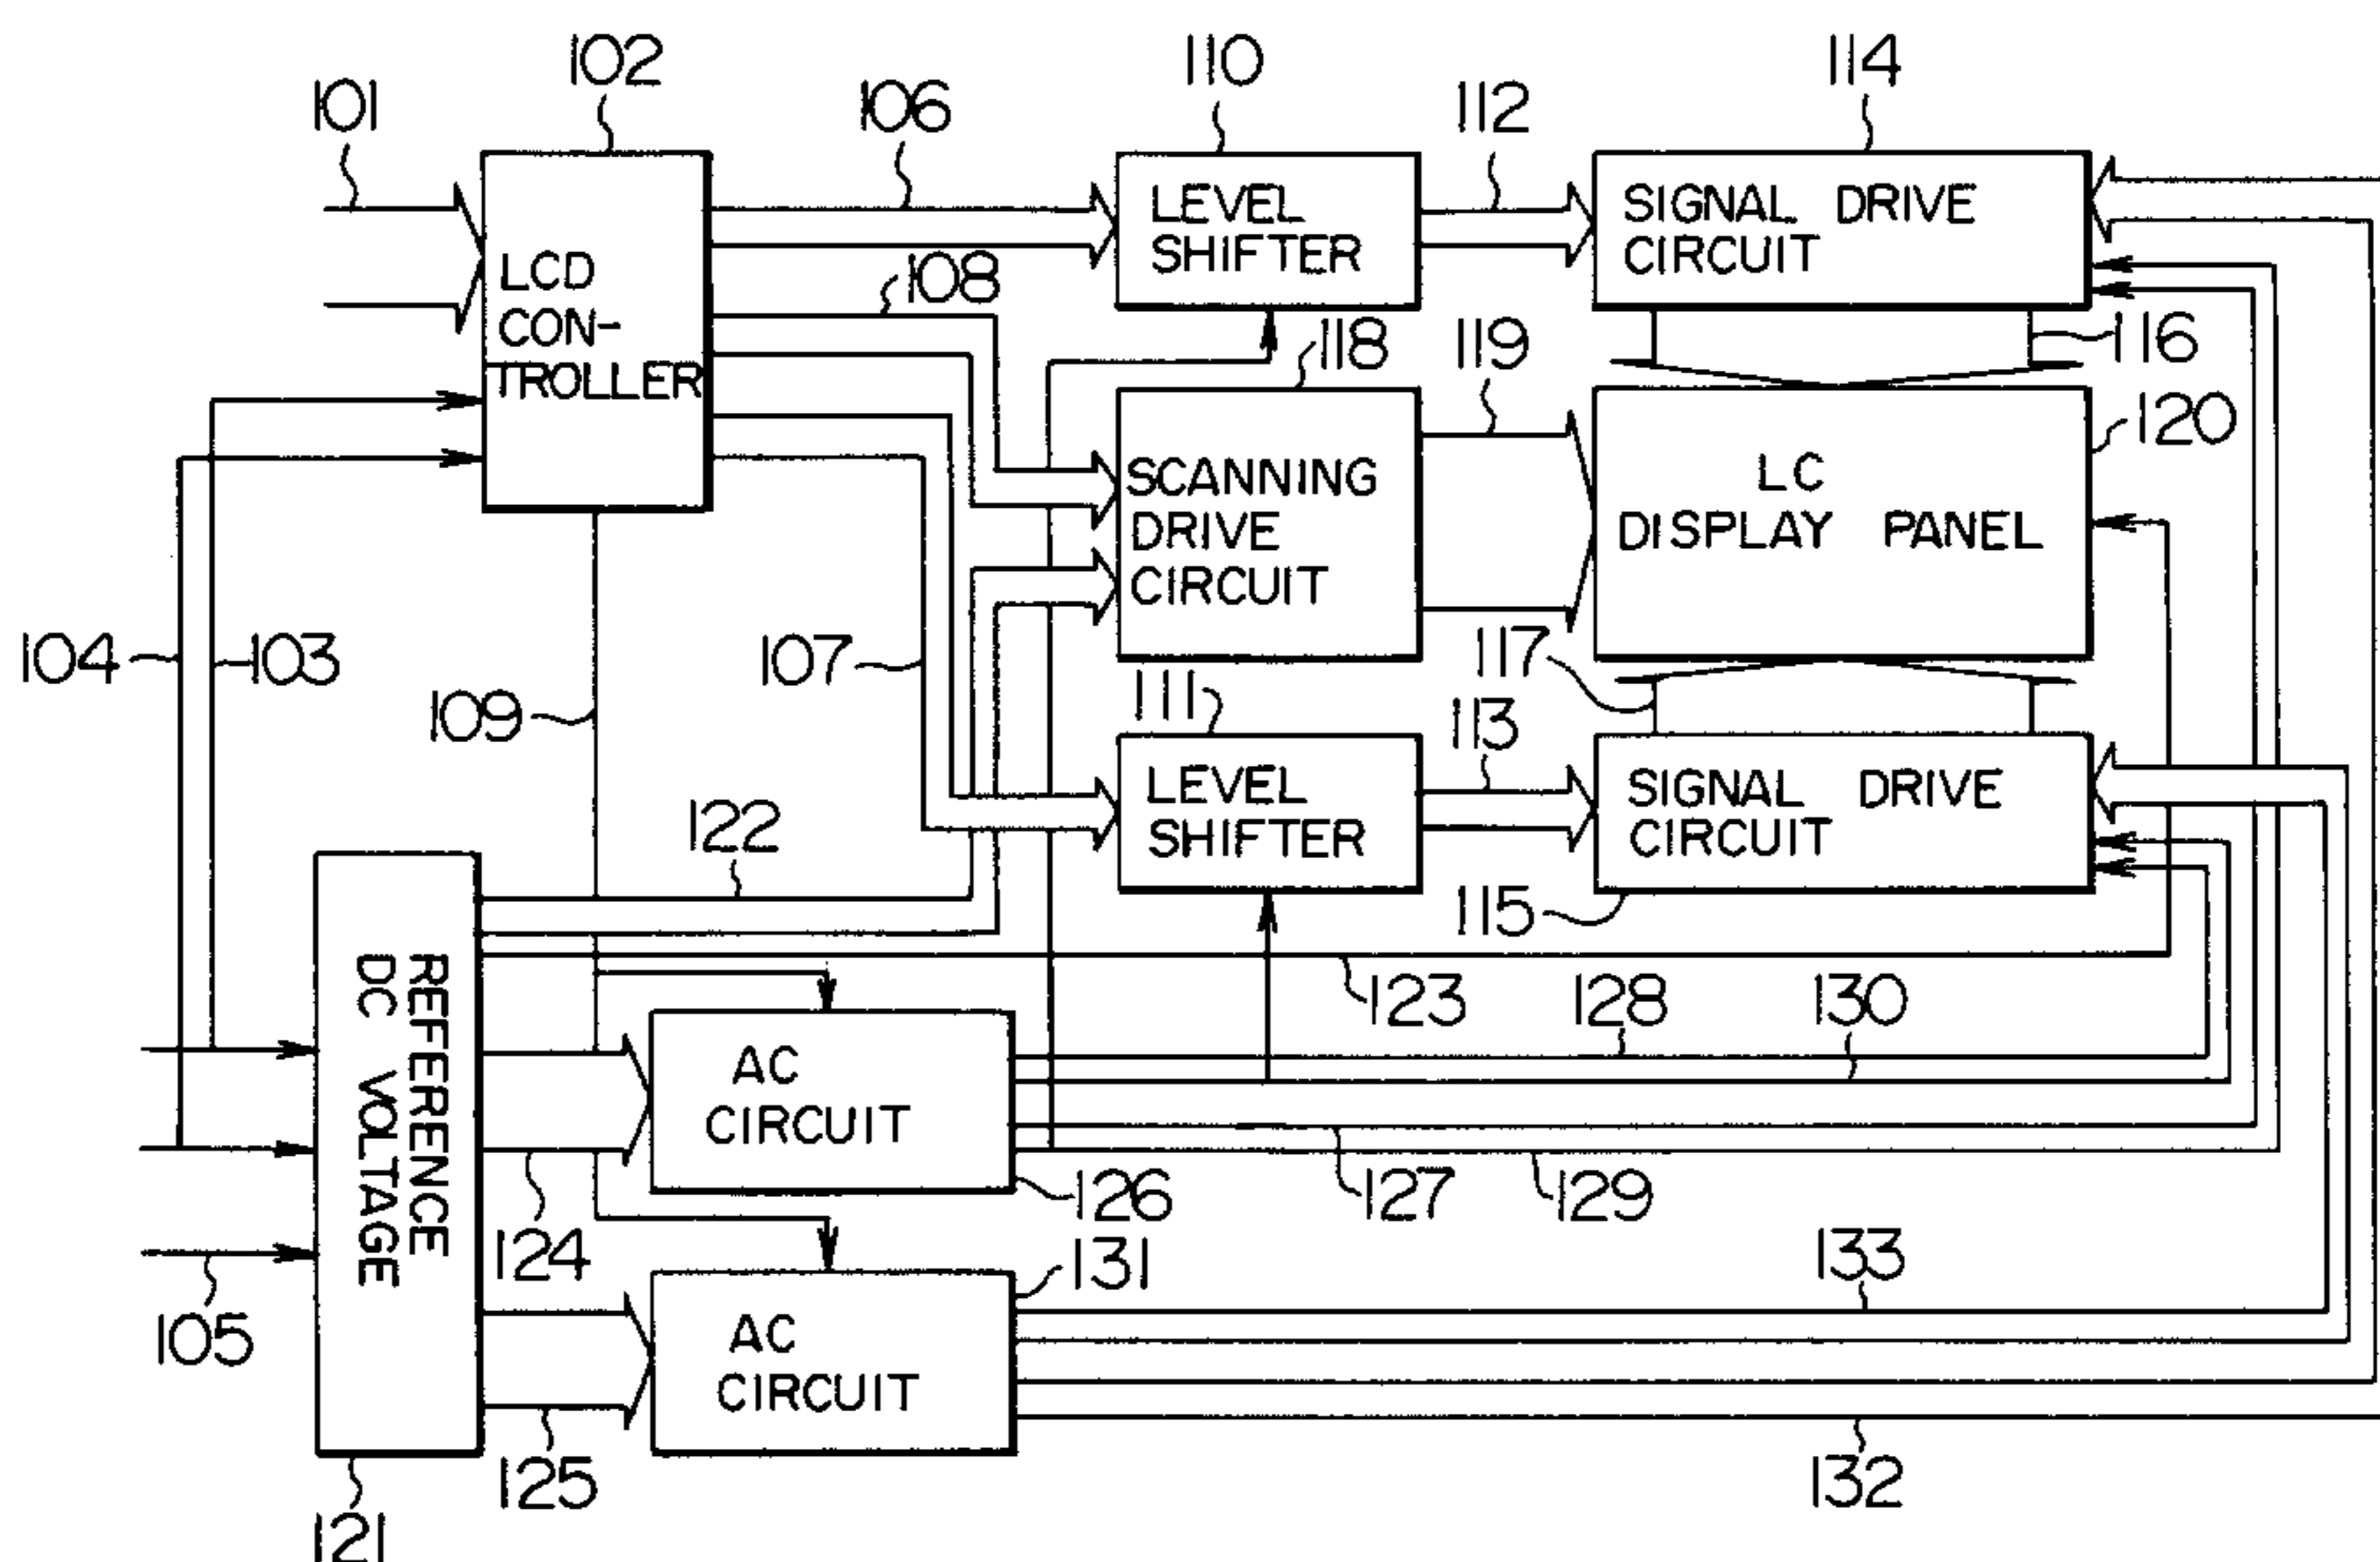 102
110
114
101
106
112
LEVEL
SHIFTER
SIGNAL DRIVE
CIRCUIT
LCD
CON-
TROLLER
108
118
119
116
120
SCANNING
DRIVE
CIRCUIT
LC
DISPLAY PANEL
104
103
107
117
109
111
113
LEVEL
SHIFTER
SIGNAL DRIVE
CIRCUIT
122
115
REFERENCE
DC VOLTAGE
123
128
130
AC
CIRCUIT
126
127
129
124
131
133
105
AC
CIRCUIT
125
132
121